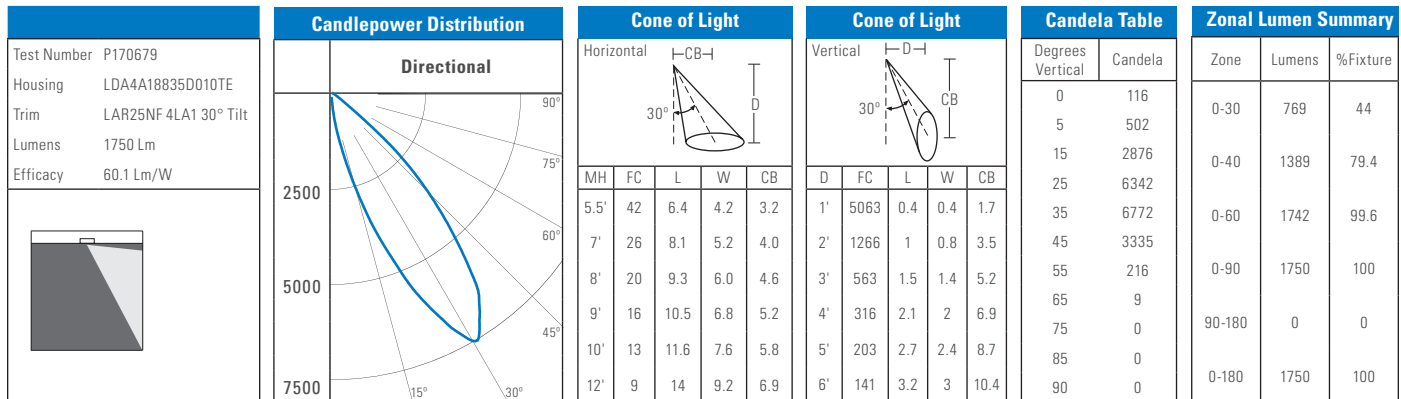 Test Number P170679
Housing LDA4A18835D010TE
Trim LAR25NF 4LA1 30° Tilt
Lumens 1750 Lm
Efficacy 60.1 Lm/W
Candlepower Distribution
Directional
90°
75°
60°
45°
30°
15°
2500
5000
7500
Cone of Light
Horizontal
CB
30°
D
MH FC L W CB
5.5' 42 6.4 4.2 3.2
7' 26 8.1 5.2 4.0
8' 20 9.3 6.0 4.6
9' 16 10.5 6.8 5.2
10' 13 11.6 7.6 5.8
12' 9 14 9.2 6.9
Cone of Light
Vertical
D
30°
CB
D FC L W CB
1' 5063 0.4 0.4 1.7
2' 1266 1 0.8 3.5
3' 563 1.5 1.4 5.2
4' 316 2.1 2 6.9
5' 203 2.7 2.4 8.7
6' 141 3.2 3 10.4
Candela Table
Degrees
Vertical
Candela
0 116
5 502
15 2876
25 6342
35 6772
45 3335
55 216
65 9
75 0
85 0
90 0
Zonal Lumen Summary
Zone Lumens %Fixture
0-30 769 44
0-40 1389 79.4
0-60 1742 99.6
0-90 1750 100
90-180 0 0
0-180 1750 100